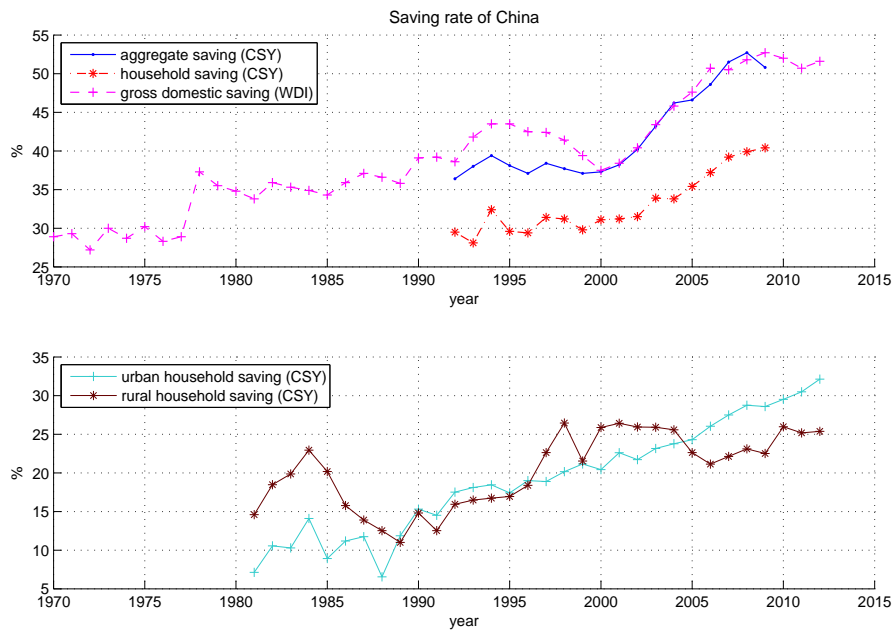 Saving rate of China
55
50
45
40
35
30
25
%
aggregate saving (CSY)
household saving (CSY)
gross domestic saving (WDI)
1970 1975 1980 1985 1990 1995 2000 2005 2010 2015
year
35
30
25
20
15
10
5
%
urban household saving (CSY)
rural household saving (CSY)
1970 1975 1980 1985 1990 1995 2000 2005 2010 2015
year